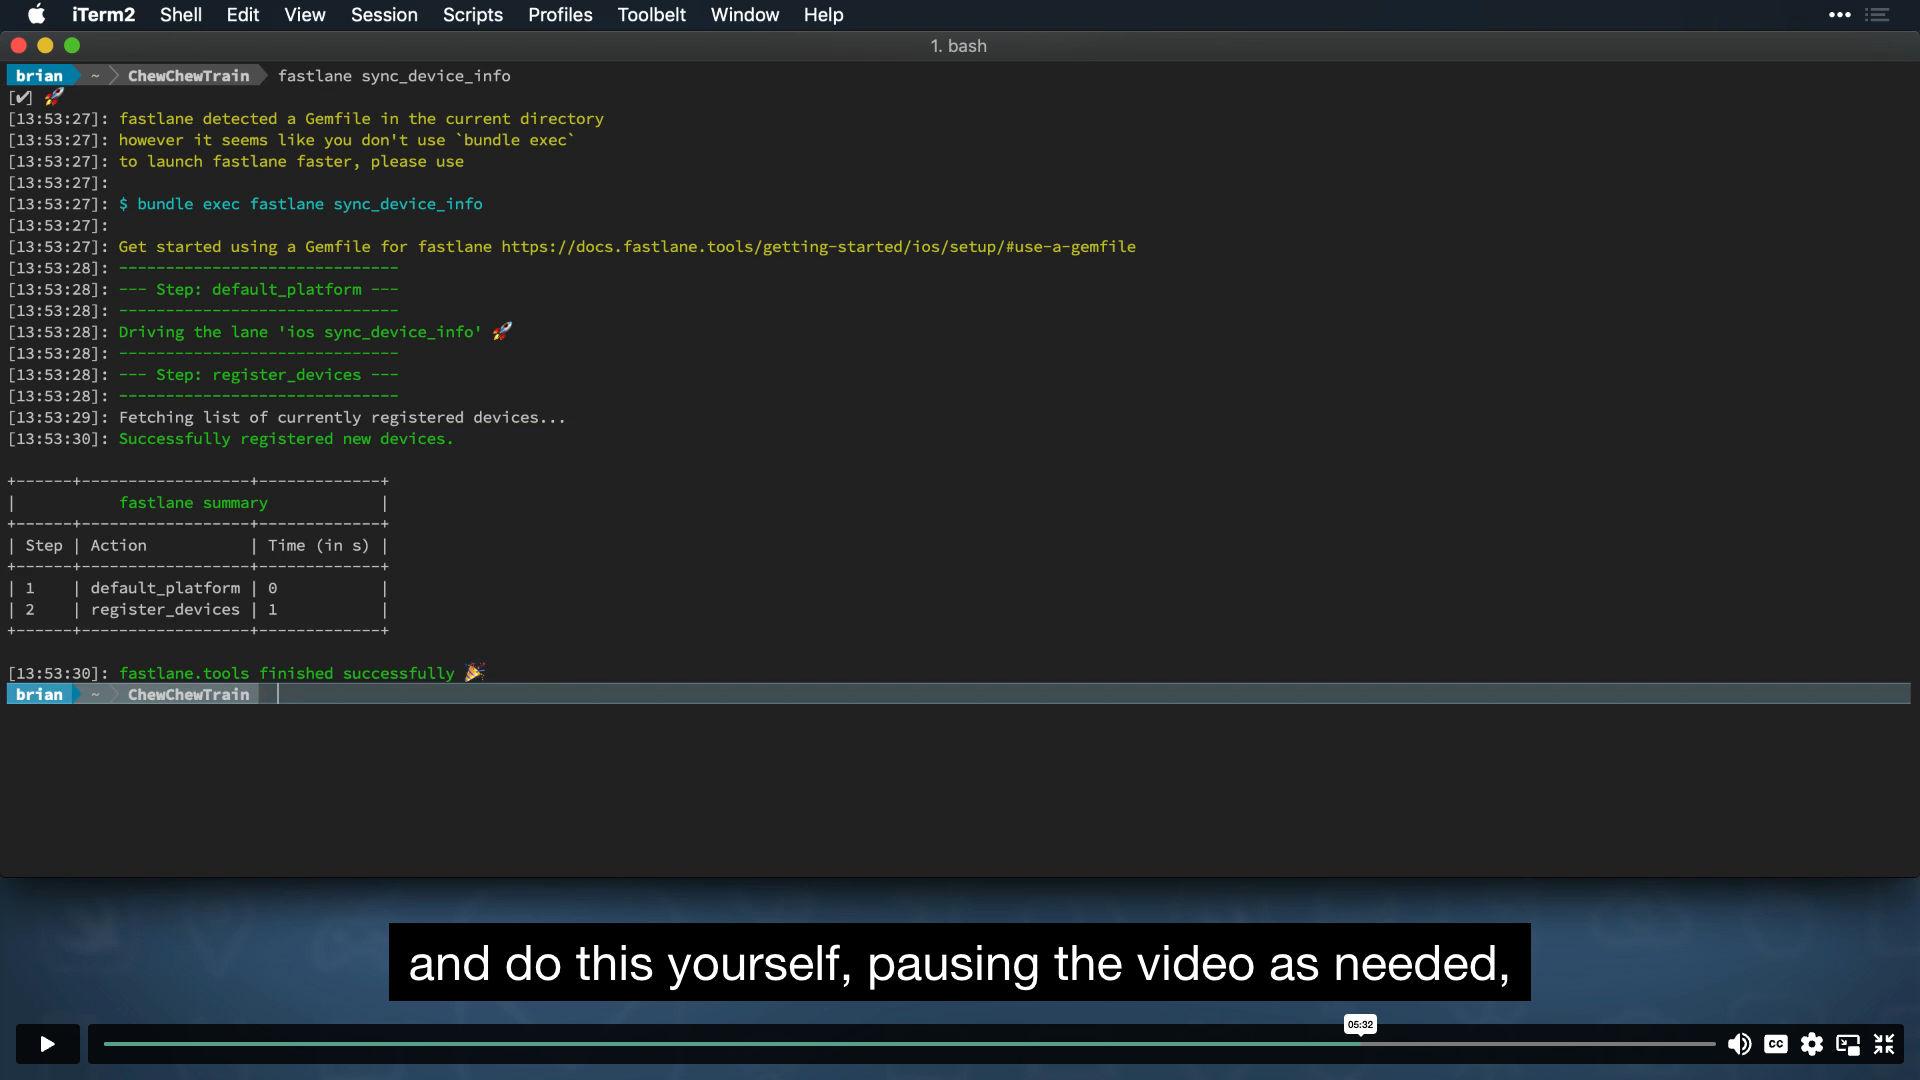 iTerm2 Shell Edit View Session Scripts Profiles Toolbelt Window Help
1. bash
brian ~ ChewChewTrain fastlane sync_device_info
[✔] 🚀
[13:53:27]: fastlane detected a Gemfile in the current directory
[13:53:27]: however it seems like you don't use `bundle exec`
[13:53:27]: to launch fastlane faster, please use
[13:53:27]:
[13:53:27]: $ bundle exec fastlane sync_device_info
[13:53:27]:
[13:53:27]: Get started using a Gemfile for fastlane https://docs.fastlane.tools/getting-started/ios/setup/#use-a-gemfile
[13:53:28]: ------------------------------
[13:53:28]: --- Step: default_platform ---
[13:53:28]: ------------------------------
[13:53:28]: Driving the lane 'ios sync_device_info' 🚀
[13:53:28]: ------------------------------
[13:53:28]: --- Step: register_devices ---
[13:53:28]: ------------------------------
[13:53:29]: Fetching list of currently registered devices...
[13:53:30]: Successfully registered new devices.
+------+------------------+-------------+
|           fastlane summary            |
+------+------------------+-------------+
| Step | Action           | Time (in s) |
+------+------------------+-------------+
| 1    | default_platform | 0           |
| 2    | register_devices | 1           |
+------+------------------+-------------+
[13:53:30]: fastlane.tools finished successfully 🎉
brian ~ ChewChewTrain
and do this yourself, pausing the video as needed,
05:32
CC